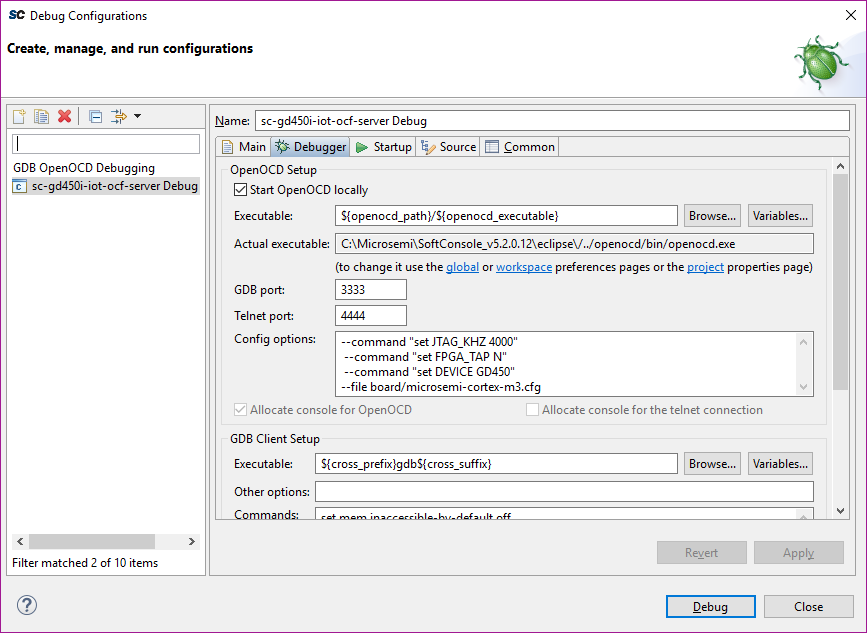 SC Debug Configurations
Create, manage, and run configurations
Name: sc-gd450i-iot-ocf-server Debug
Main Debugger Startup Source Common
GDB OpenOCD Debugging
c sc-gd450i-iot-ocf-server Debug
Filter matched 2 of 10 items
OpenOCD Setup
Start OpenOCD locally
Executable: ${openocd_path}/${openocd_executable} Browse... Variables...
Actual executable: C:\Microsemi\SoftConsole_v5.2.0.12\eclipse\/../openocd/bin/openocd.exe
(to change it use the global or workspace preferences pages or the project properties page)
GDB port: 3333
Telnet port: 4444
Config options: --command "set JTAG_KHZ 4000"
--command "set FPGA_TAP N"
--command "set DEVICE GD450"
--file board/microsemi-cortex-m3.cfg
Allocate console for OpenOCD Allocate console for the telnet connection
GDB Client Setup
Executable: ${cross_prefix}gdb${cross_suffix} Browse... Variables...
Other options:
Commands: set mem inaccessible-by-default off
Revert Apply
? Debug Close